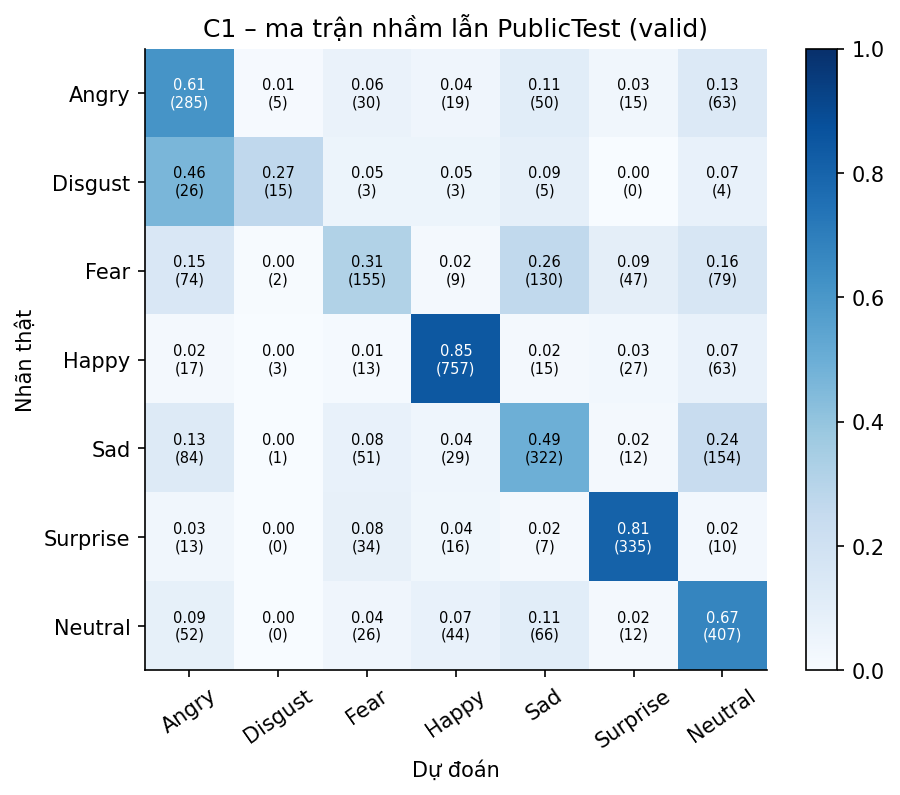 C1 – ma trận nhầm lẫn PublicTest (valid)
Nhãn thật
Angry
0.61 0.01 0.06 0.04 0.11 0.03 0.13
(285) (5) (30) (19) (50) (15) (63)
Disgust
0.46 0.27 0.05 0.05 0.09 0.00 0.07
(26) (15) (3) (3) (5) (0) (4)
Fear
0.15 0.00 0.31 0.02 0.26 0.09 0.16
(74) (2) (155) (9) (130) (47) (79)
Happy
0.02 0.00 0.01 0.85 0.02 0.03 0.07
(17) (3) (13) (757) (15) (27) (63)
Sad
0.13 0.00 0.08 0.04 0.49 0.02 0.24
(84) (1) (51) (29) (322) (12) (154)
Surprise
0.03 0.00 0.08 0.04 0.02 0.81 0.02
(13) (0) (34) (16) (7) (335) (10)
Neutral
0.09 0.00 0.04 0.07 0.11 0.02 0.67
(52) (0) (26) (44) (66) (12) (407)
Angry Disgust Fear Happy Sad Surprise Neutral
Dự đoán
1.0
0.8
0.6
0.4
0.2
0.0